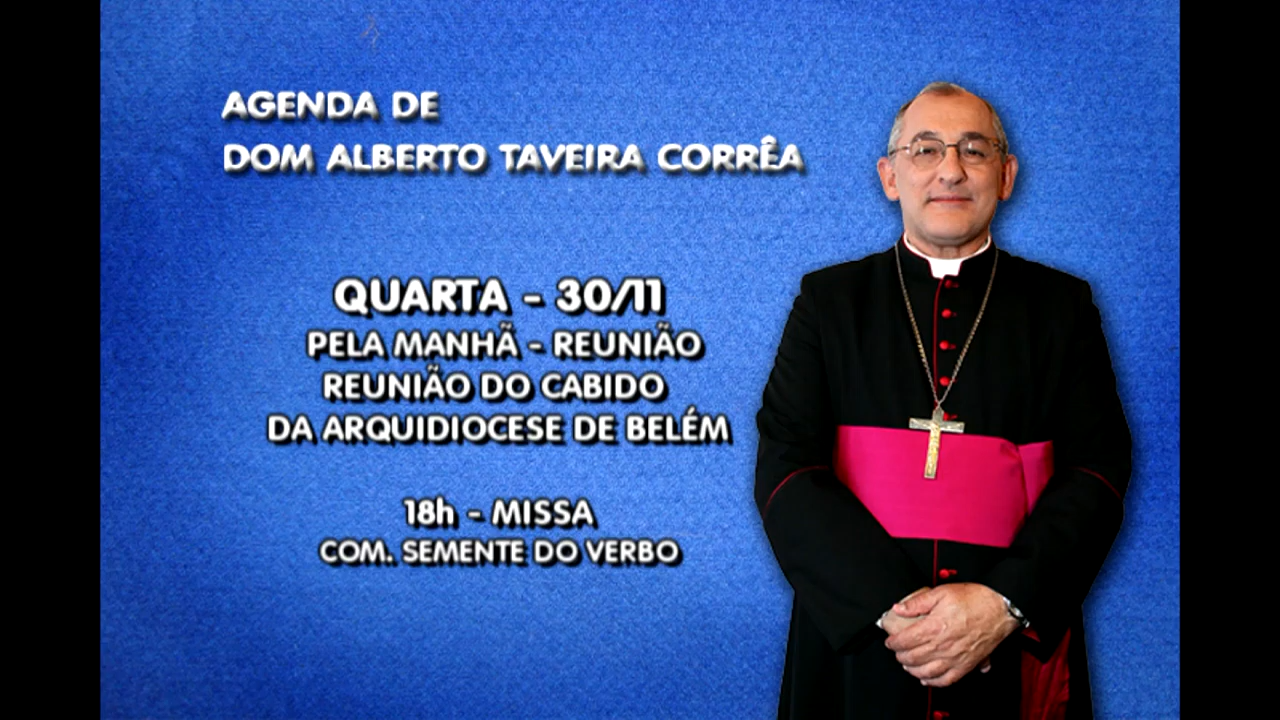 AGENDA DE
DOM ALBERTO TAVEIRA CORRÊA
QUARTA - 30/11
PELA MANHÃ - REUNIÃO
REUNIÃO DO CABIDO
DA ARQUIDIOCESE DE BELÉM
18h - MISSA
COM. SEMENTE DO VERBO